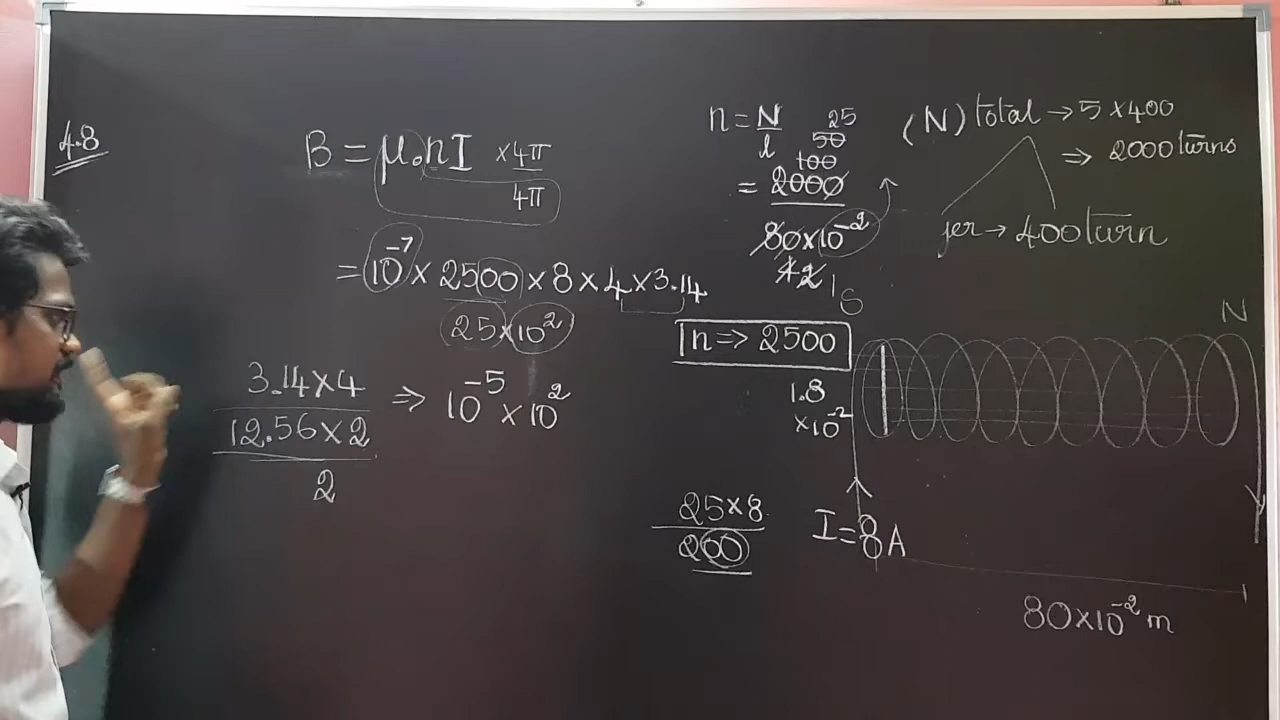 4.8
B = μ₀nI × 4π
4π
= 10⁻⁷ × 2500 × 8 × 4 × 3.14
25 × 10²
3.14 × 4
12.56 × 2
2
⇒ 10⁻⁵ × 10²
n = N
l
25
50
100
= 2000
80 × 10⁻²
2
1
n => 2500
1.8
× 10⁻²
25 × 8
200
(N) total → 5 × 400
⇒ 2000 turns
per → 400 turn
S
N
I = 8A
80 × 10⁻² m